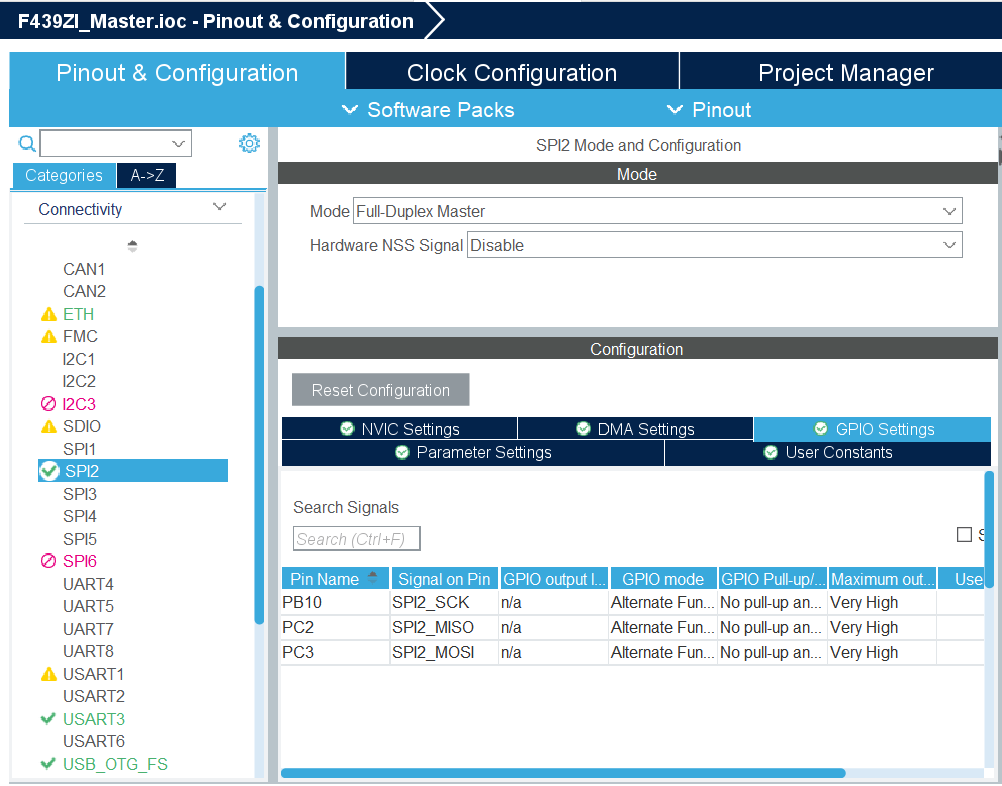 F439ZI_Master.ioc - Pinout & Configuration
Pinout & Configuration Clock Configuration Project Manager
Software Packs Pinout
SPI2 Mode and Configuration
Categories A->Z
Mode
Connectivity
Mode Full-Duplex Master
Hardware NSS Signal Disable
CAN1
CAN2
ETH
FMC
I2C1
I2C2
I2C3
SDIO
SPI1
SPI2
SPI3
SPI4
SPI5
SPI6
UART4
UART5
UART7
UART8
USART1
USART2
USART3
USART6
USB_OTG_FS
Configuration
Reset Configuration
NVIC Settings DMA Settings GPIO Settings
Parameter Settings User Constants
Search Signals
Search (Ctrl+F)
Pin Name Signal on Pin GPIO output l... GPIO mode GPIO Pull-up/... Maximum out... Use
PB10 SPI2_SCK n/a Alternate Fun... No pull-up an... Very High
PC2 SPI2_MISO n/a Alternate Fun... No pull-up an... Very High
PC3 SPI2_MOSI n/a Alternate Fun... No pull-up an... Very High